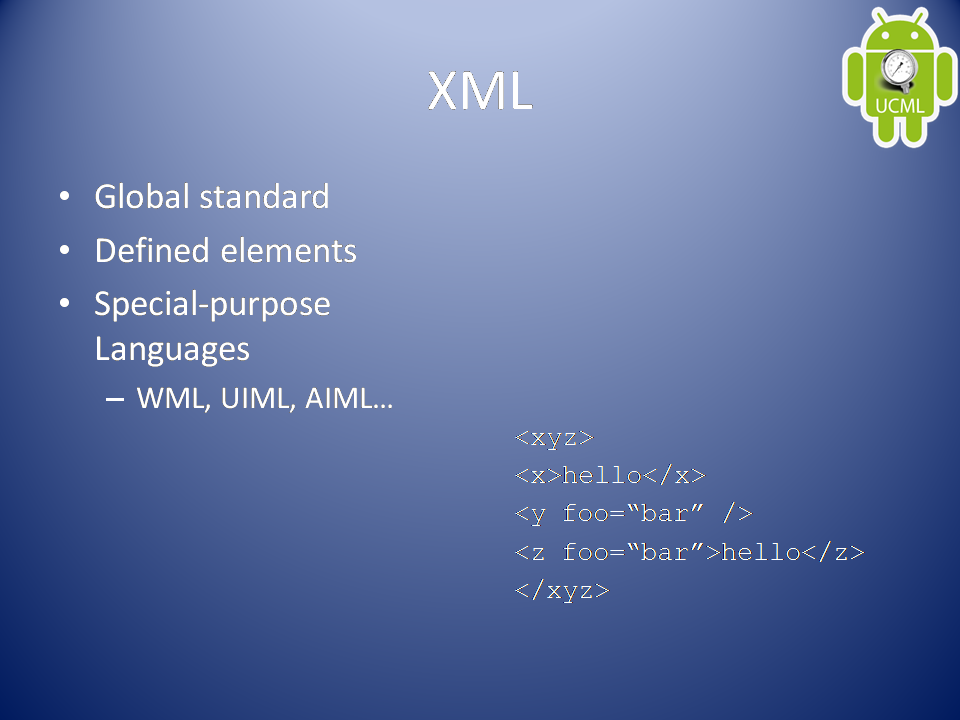 UCML
XML
• Global standard
• Defined elements
• Special-purpose
Languages
– WML, UIML, AIML…
<xyz>
<x>hello</x>
<y foo=“bar” />
<z foo=“bar”>hello</z>
</xyz>